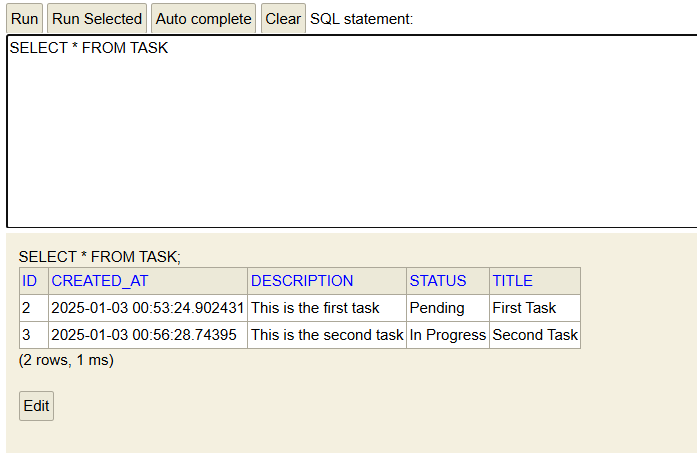 Run Run Selected Auto complete Clear SQL statement:
SELECT * FROM TASK
SELECT * FROM TASK;
ID CREATED_AT DESCRIPTION STATUS TITLE
2 2025-01-03 00:53:24.902431 This is the first task Pending First Task
3 2025-01-03 00:56:28.74395 This is the second task In Progress Second Task
(2 rows, 1 ms)
Edit